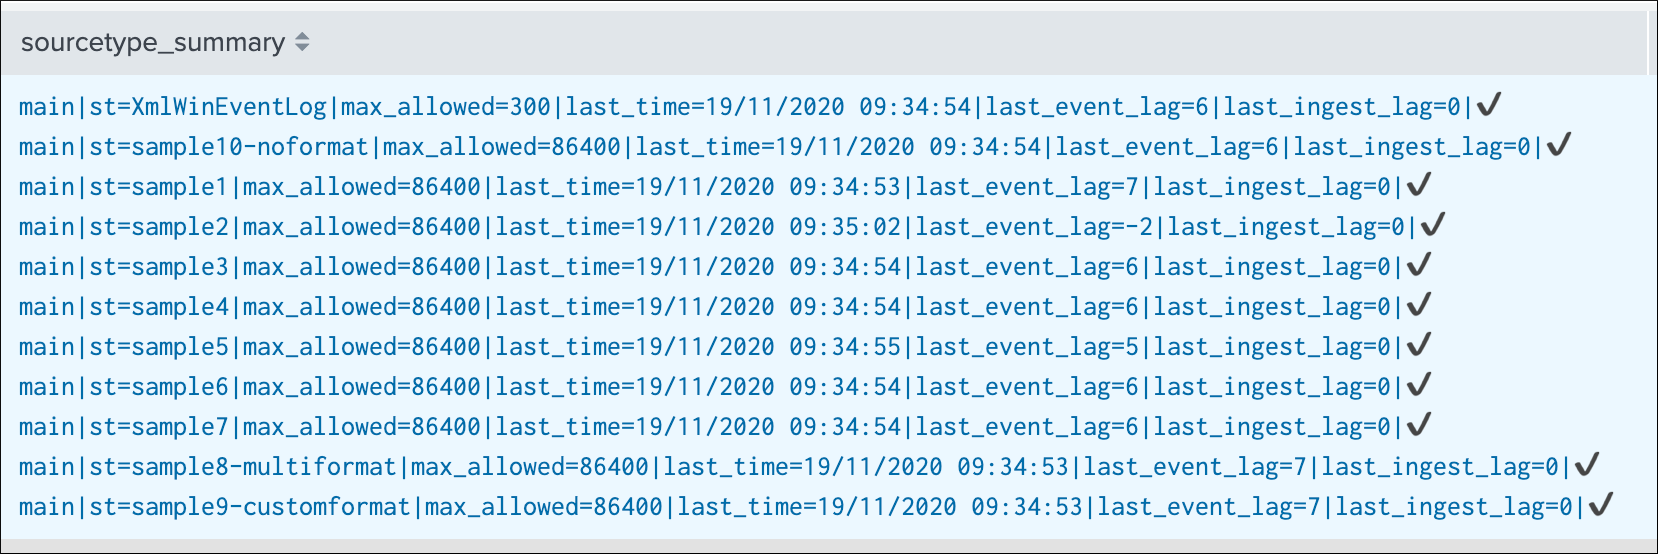 sourcetype_summary
main|st=XmlWinEventLog|max_allowed=300|last_time=19/11/2020 09:34:54|last_event_lag=6|last_ingest_lag=0|✔
main|st=sample10-noformat|max_allowed=86400|last_time=19/11/2020 09:34:54|last_event_lag=6|last_ingest_lag=0|✔
main|st=sample1|max_allowed=86400|last_time=19/11/2020 09:34:53|last_event_lag=7|last_ingest_lag=0|✔
main|st=sample2|max_allowed=86400|last_time=19/11/2020 09:35:02|last_event_lag=-2|last_ingest_lag=0|✔
main|st=sample3|max_allowed=86400|last_time=19/11/2020 09:34:54|last_event_lag=6|last_ingest_lag=0|✔
main|st=sample4|max_allowed=86400|last_time=19/11/2020 09:34:54|last_event_lag=6|last_ingest_lag=0|✔
main|st=sample5|max_allowed=86400|last_time=19/11/2020 09:34:55|last_event_lag=5|last_ingest_lag=0|✔
main|st=sample6|max_allowed=86400|last_time=19/11/2020 09:34:54|last_event_lag=6|last_ingest_lag=0|✔
main|st=sample7|max_allowed=86400|last_time=19/11/2020 09:34:54|last_event_lag=6|last_ingest_lag=0|✔
main|st=sample8-multiformat|max_allowed=86400|last_time=19/11/2020 09:34:53|last_event_lag=7|last_ingest_lag=0|✔
main|st=sample9-customformat|max_allowed=86400|last_time=19/11/2020 09:34:53|last_event_lag=7|last_ingest_lag=0|✔